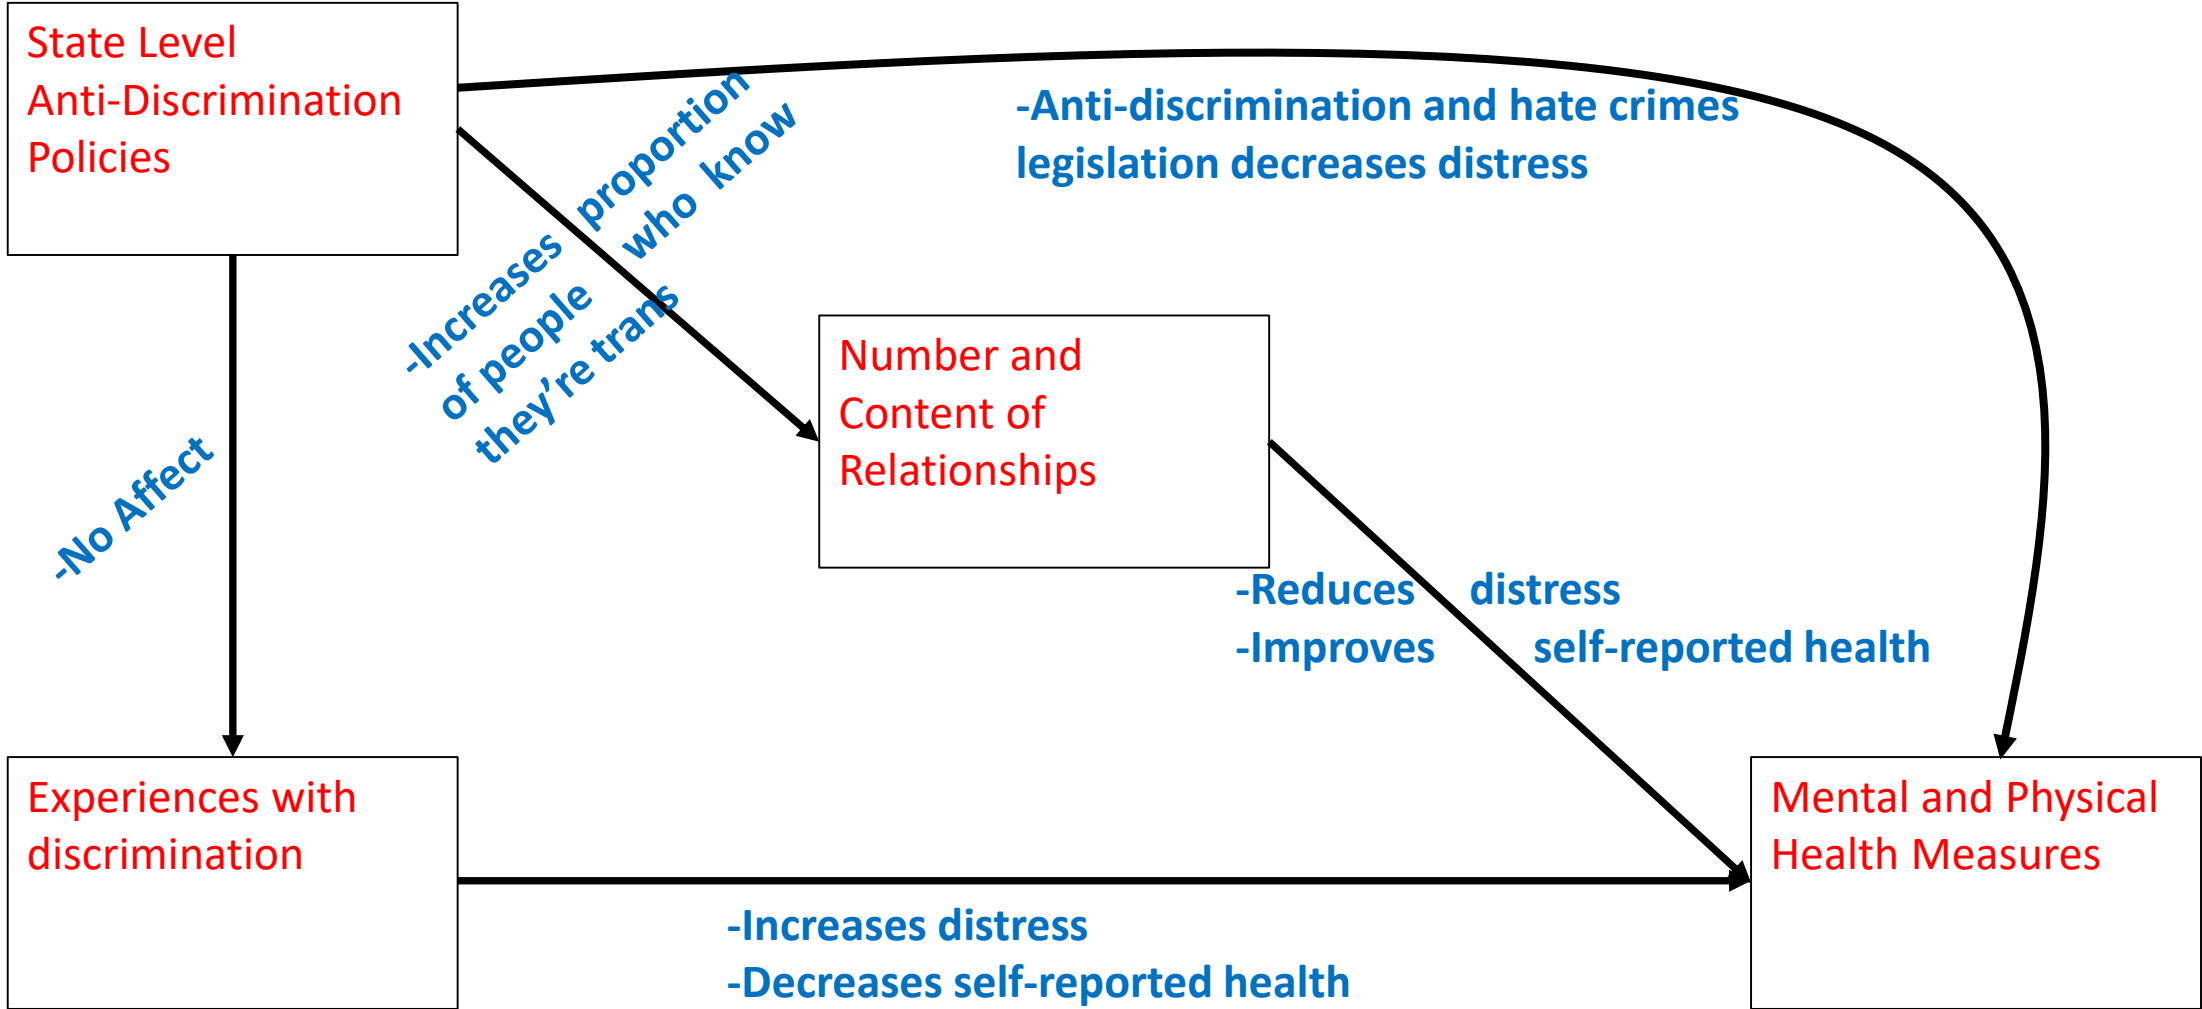 State Level
Anti-Discrimination
Policies
-Anti-discrimination and hate crimes
legislation decreases distress
-Increases proportion
of people who know
they’re trans
Number and
Content of
Relationships
-No Affect
-Reduces distress
-Improves self-reported health
Experiences with
discrimination
Mental and Physical
Health Measures
-Increases distress
-Decreases self-reported health